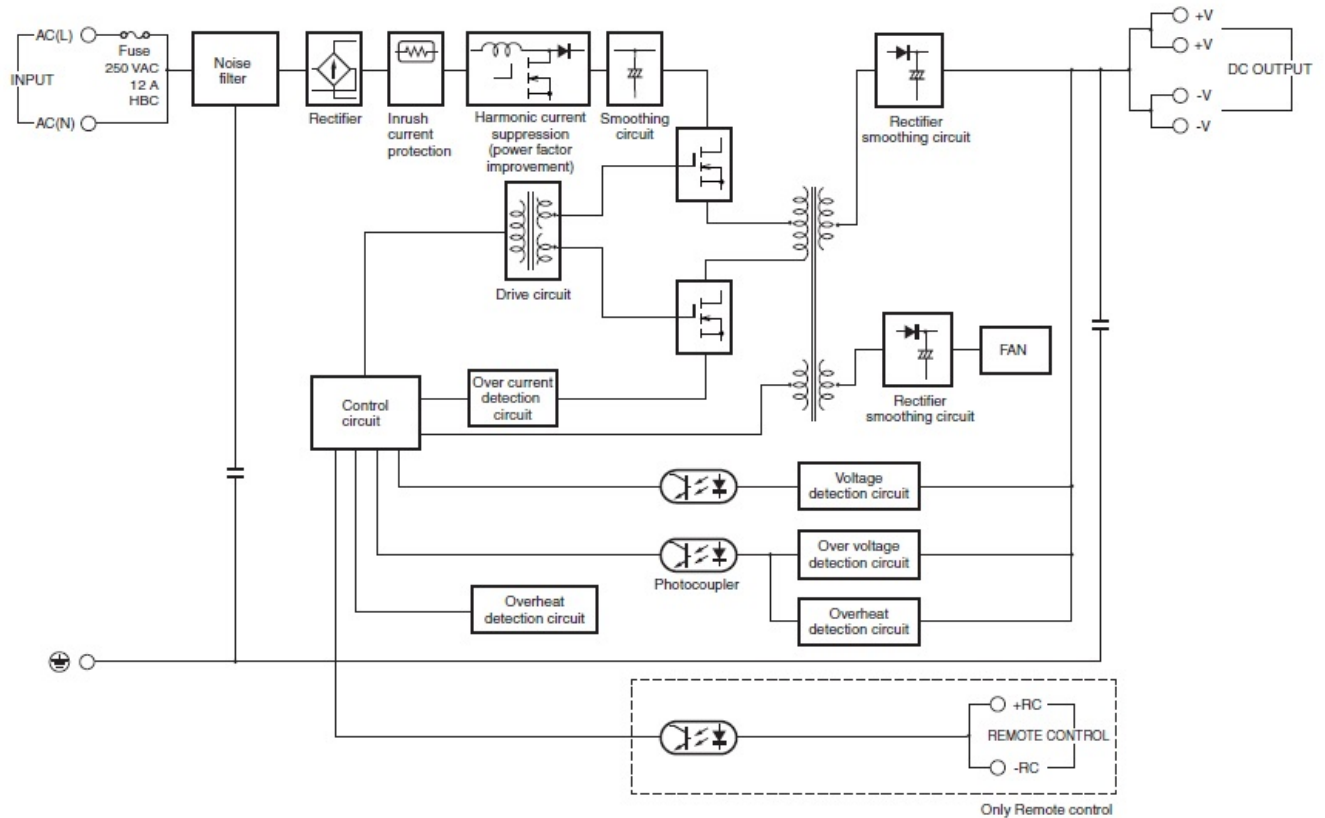 AC(L)
Fuse
250 VAC
12 A
HBC
INPUT
AC(N)
Noise
filter
Rectifier
Inrush
current
protection
Harmonic current
suppression
(power factor
improvement)
Smoothing
circuit
Rectifier
smoothing circuit
+V
+V
DC OUTPUT
-V
-V
Drive circuit
Rectifier
smoothing circuit
FAN
Control
circuit
Over current
detection
circuit
Voltage
detection circuit
Over voltage
detection circuit
Photocoupler
Overheat
detection circuit
Overheat
detection circuit
+RC
REMOTE CONTROL
-RC
Only Remote control